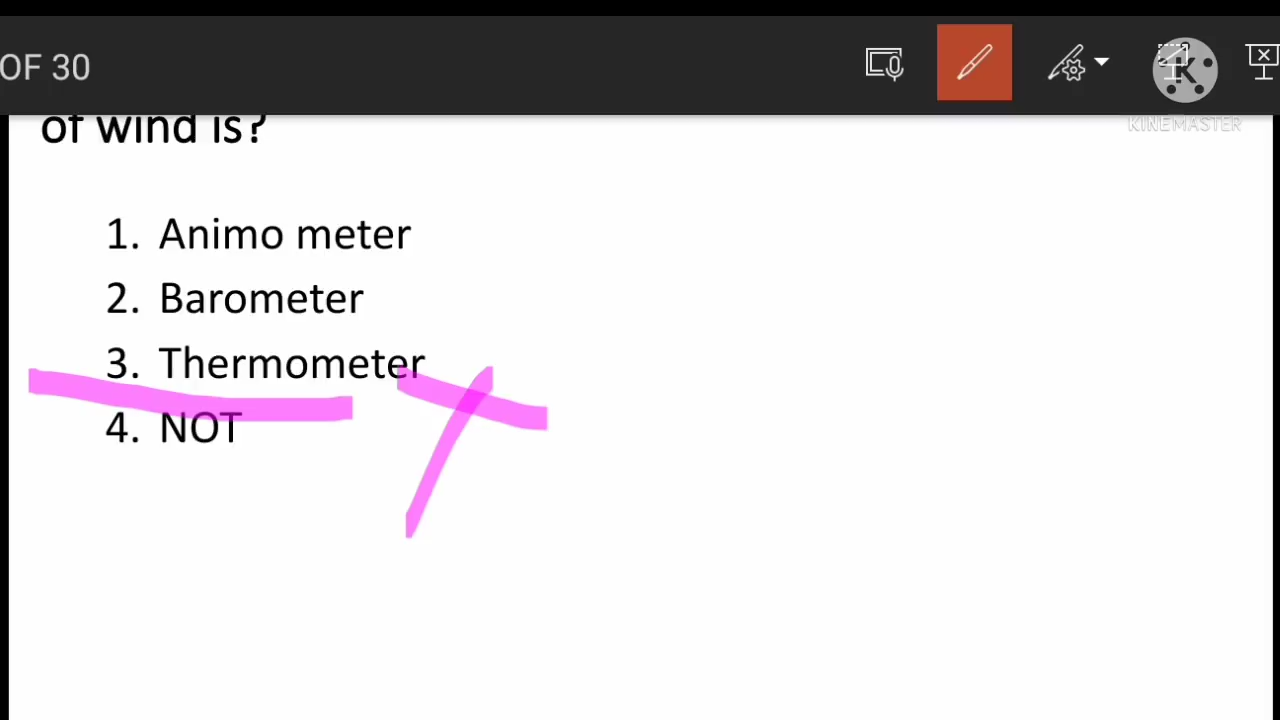 OF 30
KINEMASTER
of wind is?
1. Animo meter
2. Barometer
3. Thermometer
4. NOT